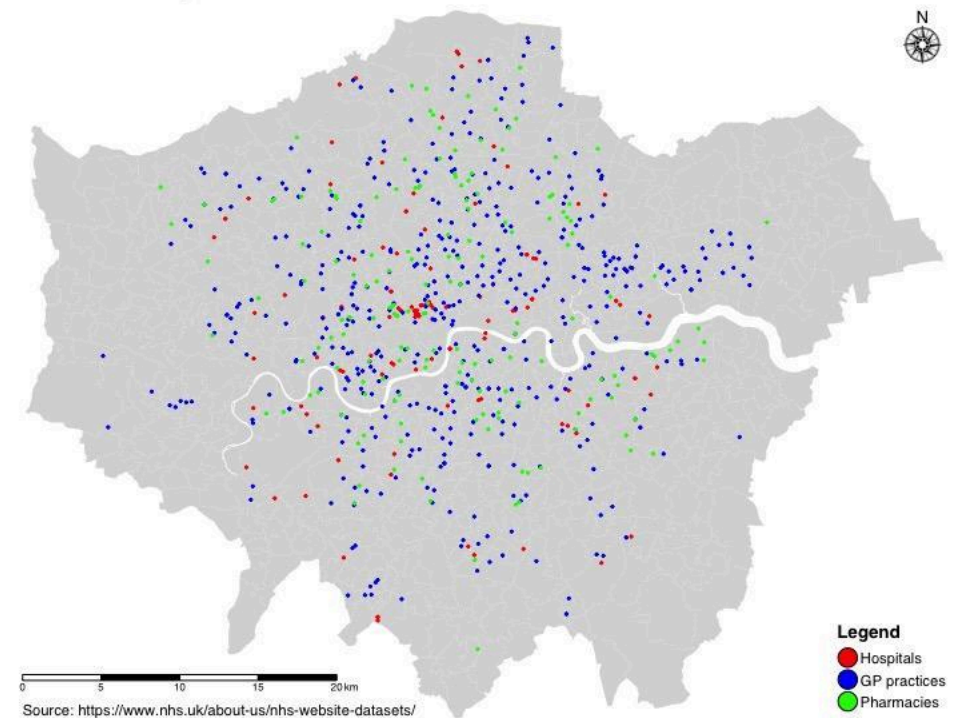 N
Legend
Hospitals
GP practices
Pharmacies
0 5 10 15 20 km
Source: https://www.nhs.uk/about-us/nhs-website-datasets/